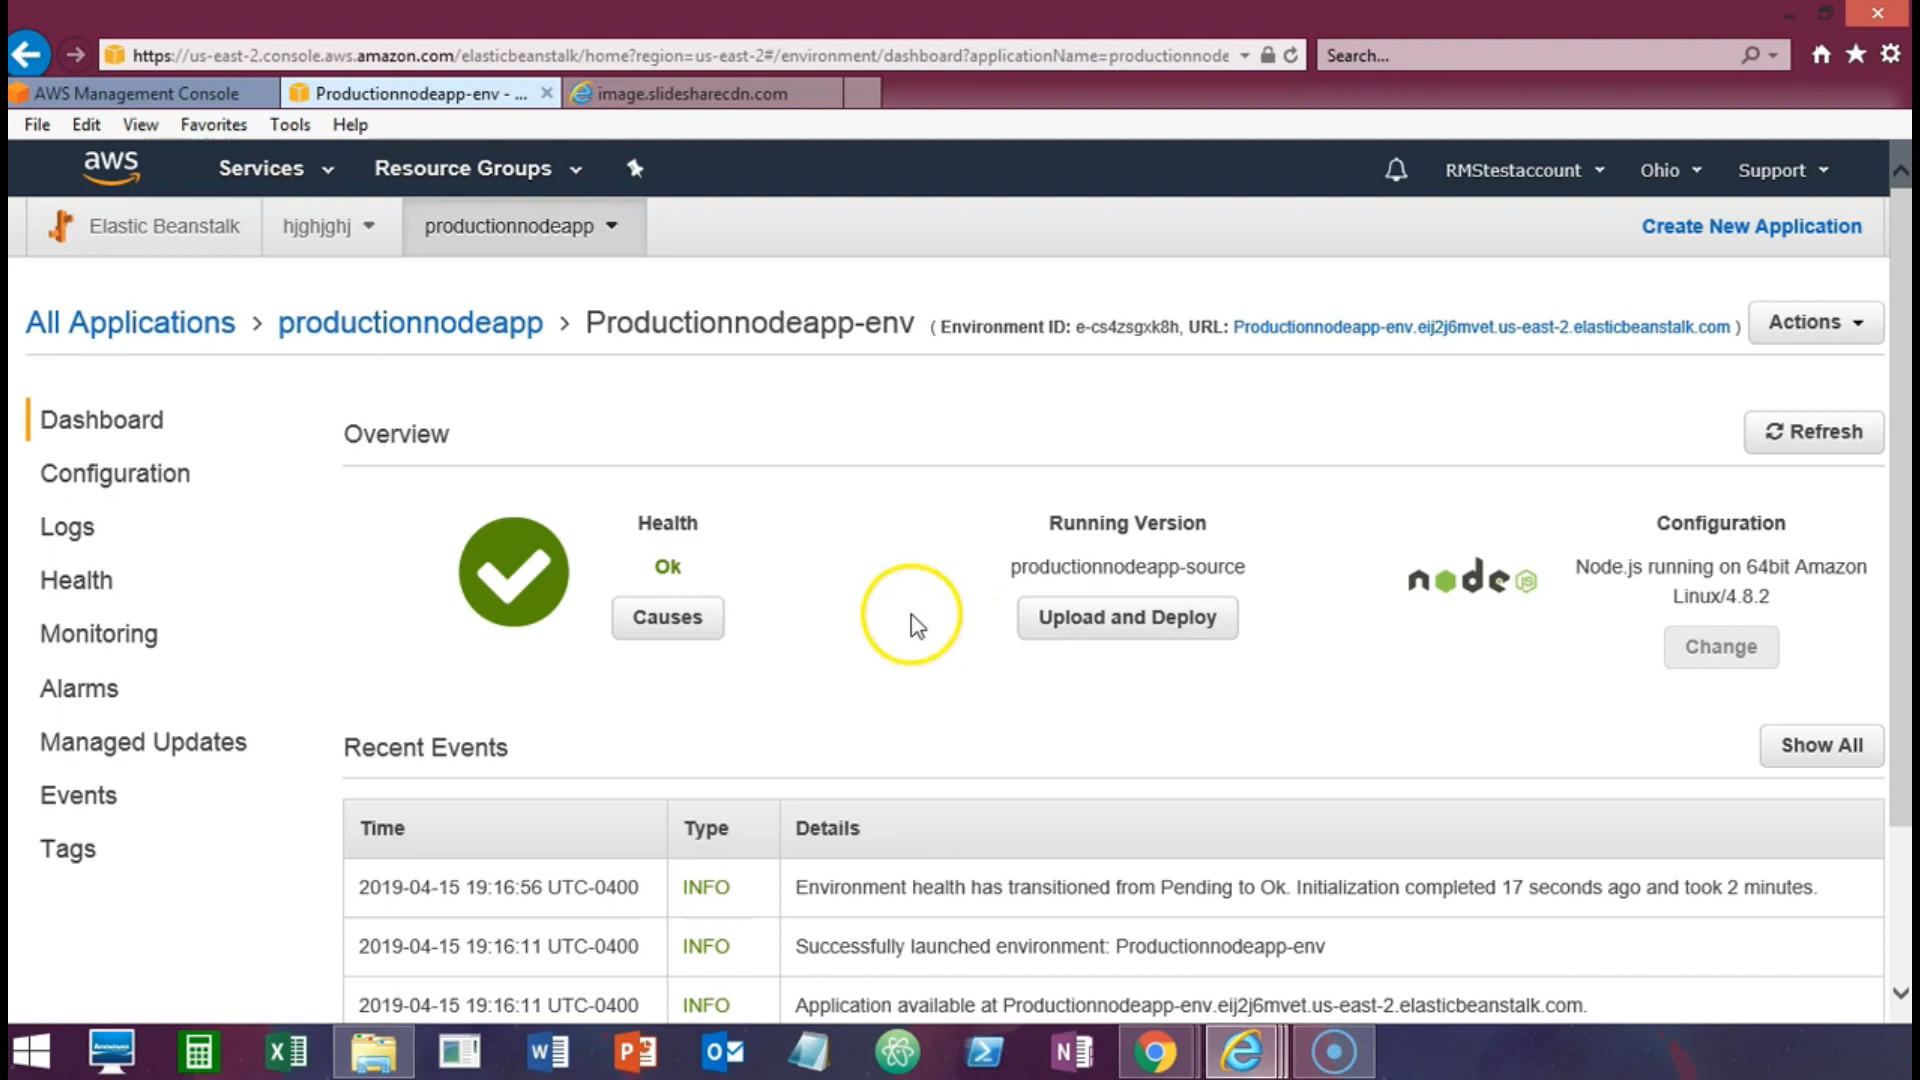 https://us-east-2.console.aws.amazon.com/elasticbeanstalk/home?region=us-east-2#/environment/dashboard?applicationName=productionnode
Search...
AWS Management Console
Productionnodeapp-env - ...
image.slidesharecdn.com
File Edit View Favorites Tools Help
aws Services Resource Groups RMStestaccount Ohio Support
Elastic Beanstalk hjghjghj productionnodeapp Create New Application
All Applications > productionnodeapp > Productionnodeapp-env ( Environment ID: e-cs4zsgxk8h, URL: Productionnodeapp-env.eij2j6mvet.us-east-2.elasticbeanstalk.com ) Actions
Dashboard
Configuration
Logs
Health
Monitoring
Alarms
Managed Updates
Events
Tags
Overview
Refresh
Health
Ok
Causes
Running Version
productionnodeapp-source
Upload and Deploy
node JS
Configuration
Node.js running on 64bit Amazon
Linux/4.8.2
Change
Recent Events
Show All
Time Type Details
2019-04-15 19:16:56 UTC-0400 INFO Environment health has transitioned from Pending to Ok. Initialization completed 17 seconds ago and took 2 minutes.
2019-04-15 19:16:11 UTC-0400 INFO Successfully launched environment: Productionnodeapp-env
2019-04-15 19:16:11 UTC-0400 INFO Application available at Productionnodeapp-env.eij2j6mvet.us-east-2.elasticbeanstalk.com.